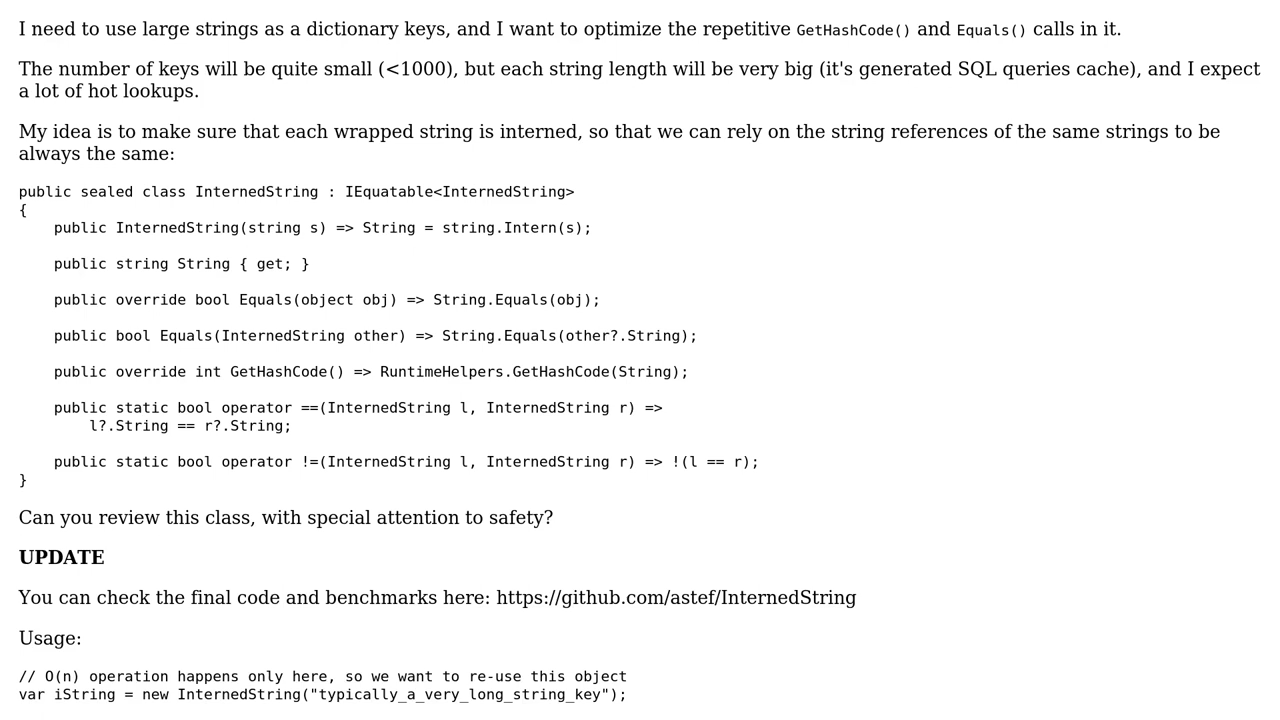 I need to use large strings as a dictionary keys, and I want to optimize the repetitive GetHashCode() and Equals() calls in it.
The number of keys will be quite small (<1000), but each string length will be very big (it's generated SQL queries cache), and I expect
a lot of hot lookups.
My idea is to make sure that each wrapped string is interned, so that we can rely on the string references of the same strings to be
always the same:
public sealed class InternedString : IEquatable<InternedString>
{
    public InternedString(string s) => String = string.Intern(s);
    public string String { get; }
    public override bool Equals(object obj) => String.Equals(obj);
    public bool Equals(InternedString other) => String.Equals(other?.String);
    public override int GetHashCode() => RuntimeHelpers.GetHashCode(String);
    public static bool operator ==(InternedString l, InternedString r) =>
        l?.String == r?.String;
    public static bool operator !=(InternedString l, InternedString r) => !(l == r);
}
Can you review this class, with special attention to safety?
UPDATE
You can check the final code and benchmarks here: https://github.com/astef/InternedString
Usage:
// O(n) operation happens only here, so we want to re-use this object
var iString = new InternedString("typically_a_very_long_string_key");